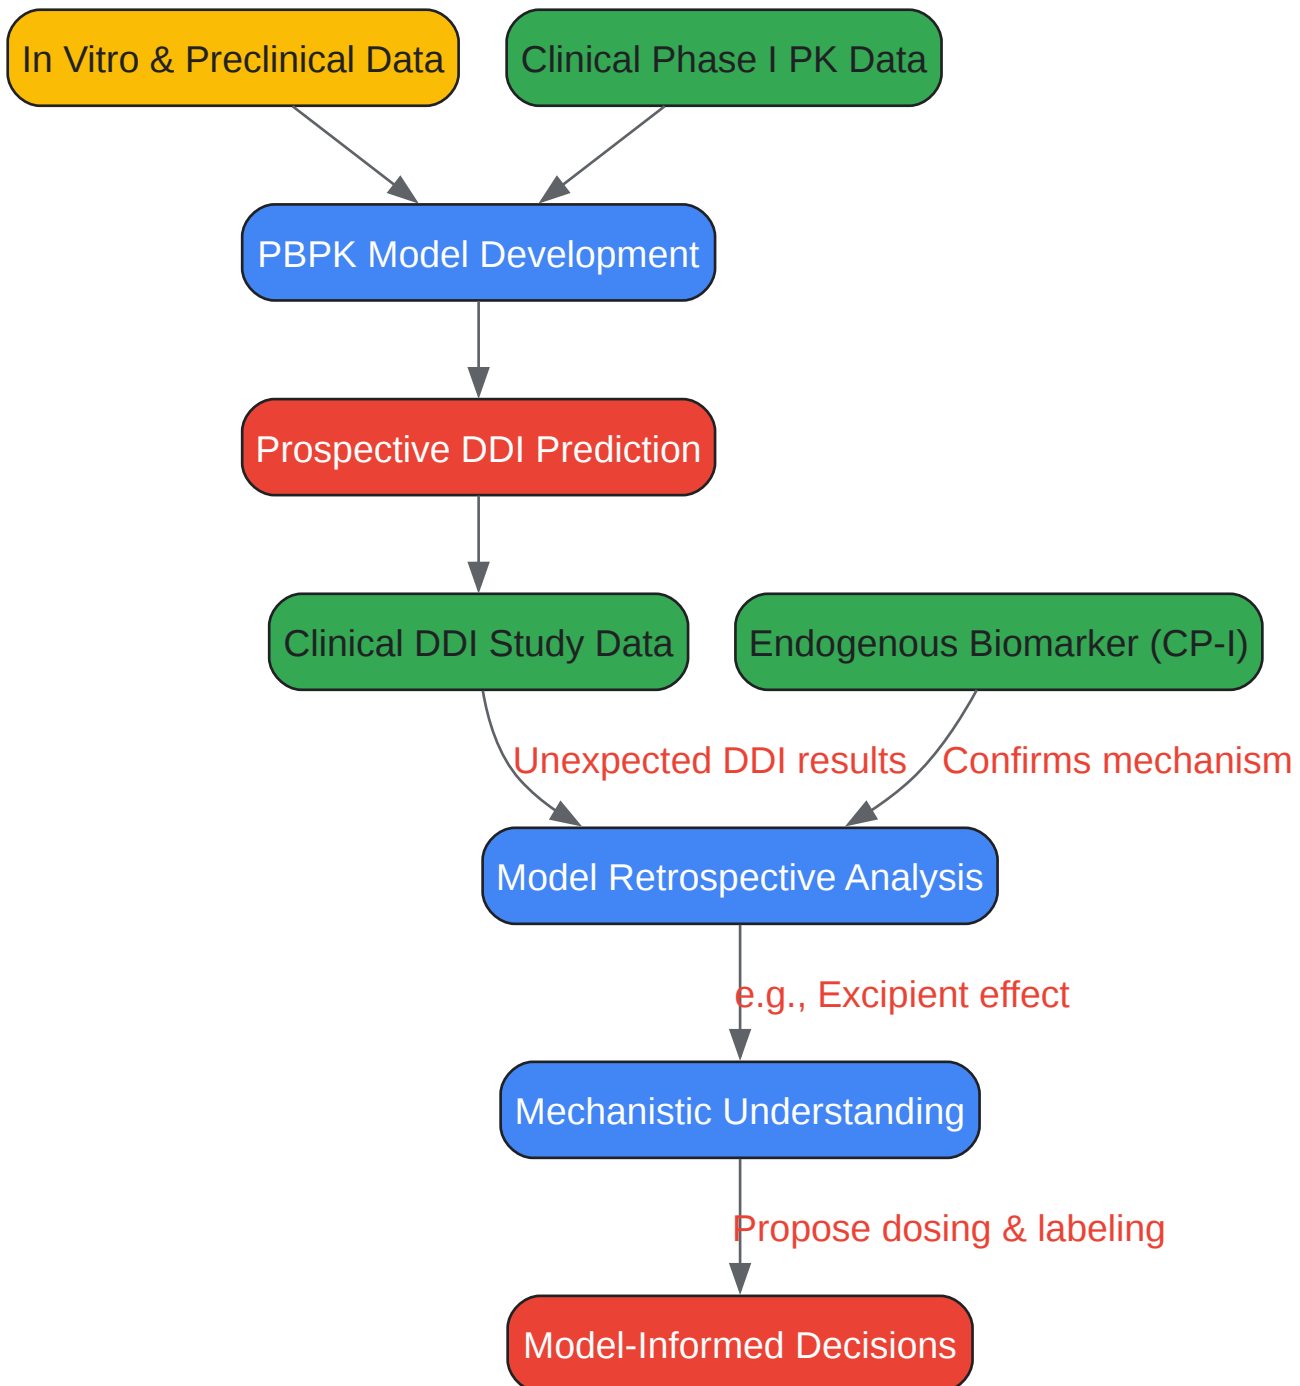 In Vitro & Preclinical Data
Clinical Phase I PK Data
PBPK Model Development
Prospective DDI Prediction
Clinical DDI Study Data
Endogenous Biomarker (CP-I)
Unexpected DDI results
Confirms mechanism
Model Retrospective Analysis
e.g., Excipient effect
Mechanistic Understanding
Propose dosing & labeling
Model-Informed Decisions